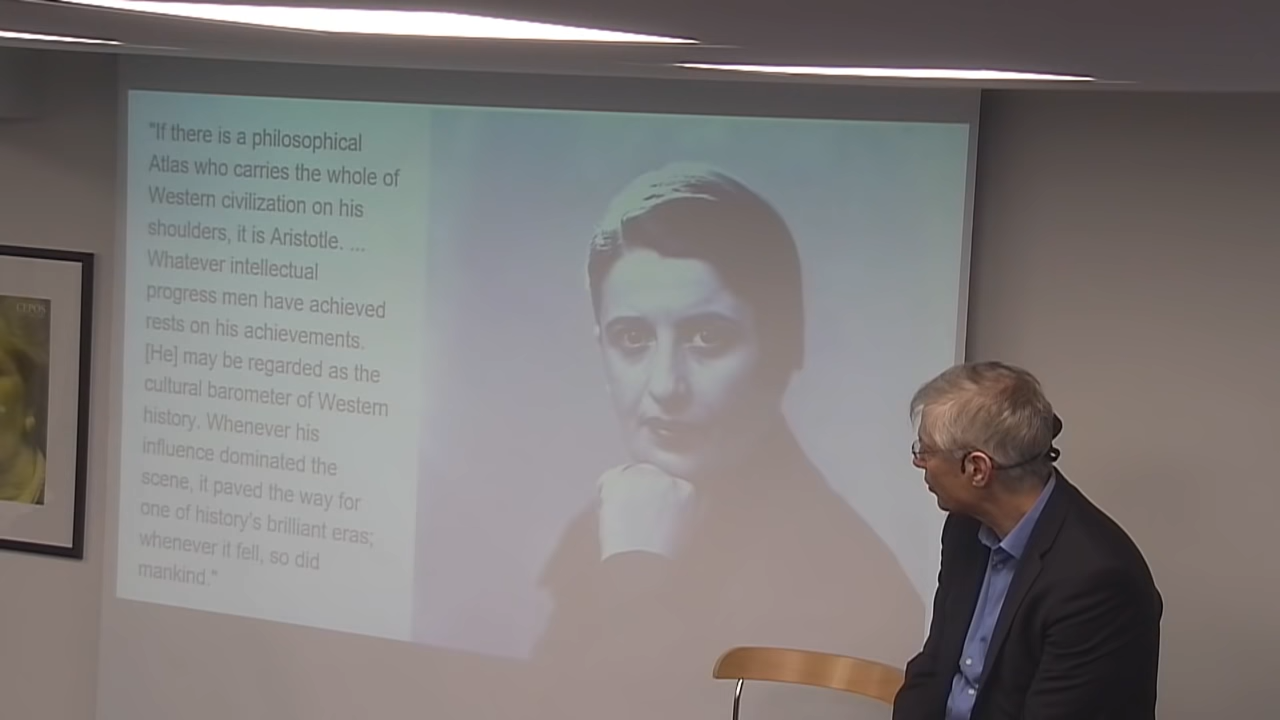 "If there is a philosophical
Atlas who carries the whole of
Western civilization on his
shoulders, it is Aristotle. ...
Whatever intellectual
progress men have achieved
rests on his achievements.
[He] may be regarded as the
cultural barometer of Western
history. Whenever his
influence dominated the
scene, it paved the way for
one of history's brilliant eras;
whenever it fell, so did
mankind."
CEPOS